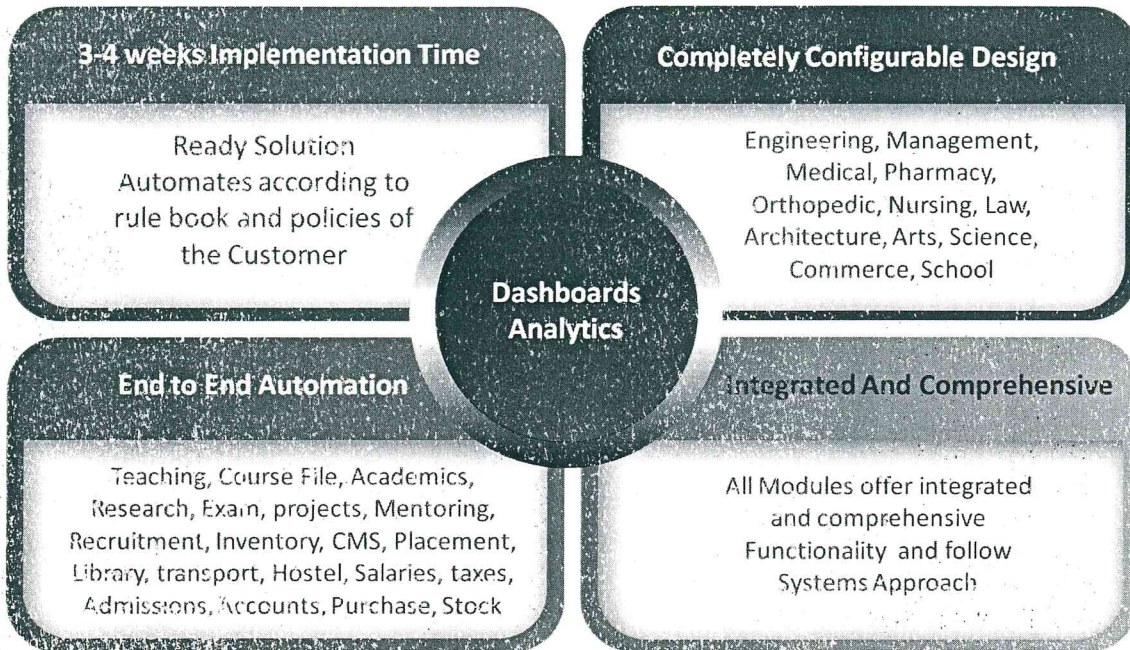 3-4 weeks Implementation Time
Ready Solution
Automates according to
rule book and policies of
the Customer
Completely Configurable Design
Engineering, Management,
Medical, Pharmacy,
Orthopedic, Nursing, Law,
Architecture, Arts, Science,
Commerce, School
Dashboards
Analytics
End to End Automation
Teaching, Course File, Academics,
Research, Exam, projects, Mentoring,
Recruitment, Inventory, CMS, Placement,
Library, transport, Hostel, Salaries, taxes,
Admissions, Accounts, Purchase, Stock
Integrated And Comprehensive
All Modules offer integrated
and comprehensive
Functionality and follow
Systems Approach